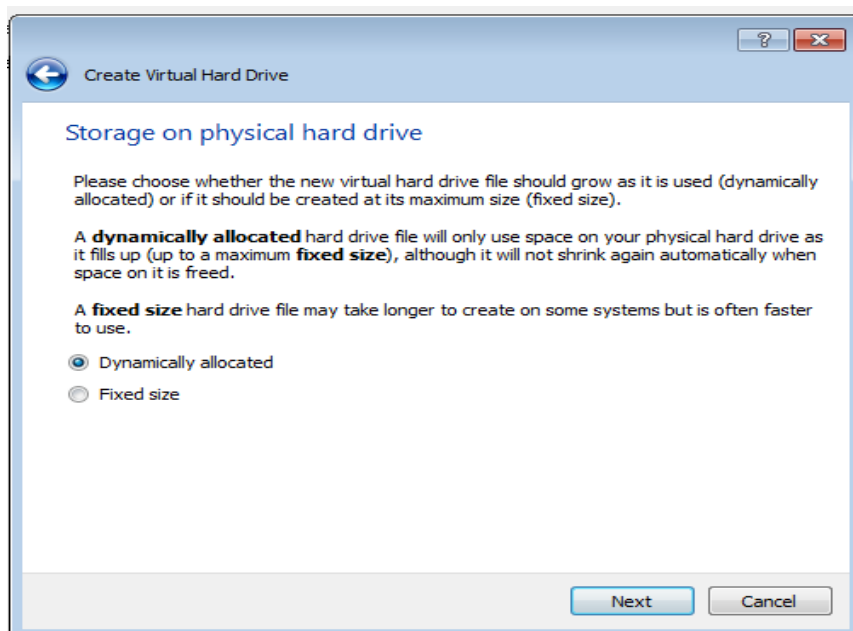 ?
Create Virtual Hard Drive
Storage on physical hard drive
Please choose whether the new virtual hard drive file should grow as it is used (dynamically
allocated) or if it should be created at its maximum size (fixed size).
A dynamically allocated hard drive file will only use space on your physical hard drive as
it fills up (up to a maximum fixed size), although it will not shrink again automatically when
space on it is freed.
A fixed size hard drive file may take longer to create on some systems but is often faster
to use.
Dynamically allocated
Fixed size
Next Cancel